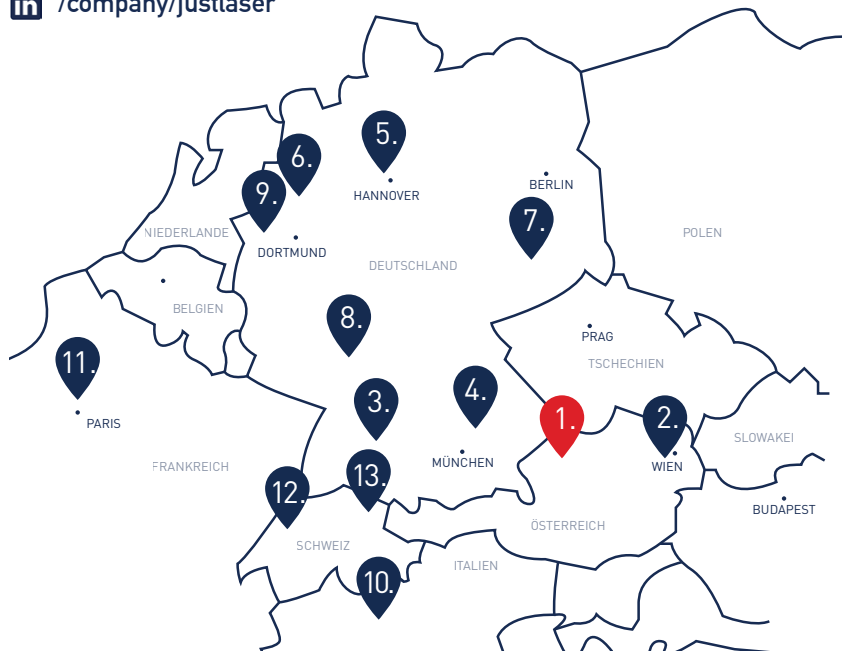 in /company/justlaser
5.
6.
HANNOVER
BERLIN
9.
7.
NIEDERLANDE
DORTMUND
POLEN
DEUTSCHLAND
BELGIEN
8.
PRAG
TSCHECHIEN
11.
PARIS
3.
4.
1.
2.
SLOWAKEI
MÜNCHEN
WIEN
FRANKREICH
13.
12.
BUDAPEST
ÖSTERREICH
SCHWEIZ
ITALIEN
10.